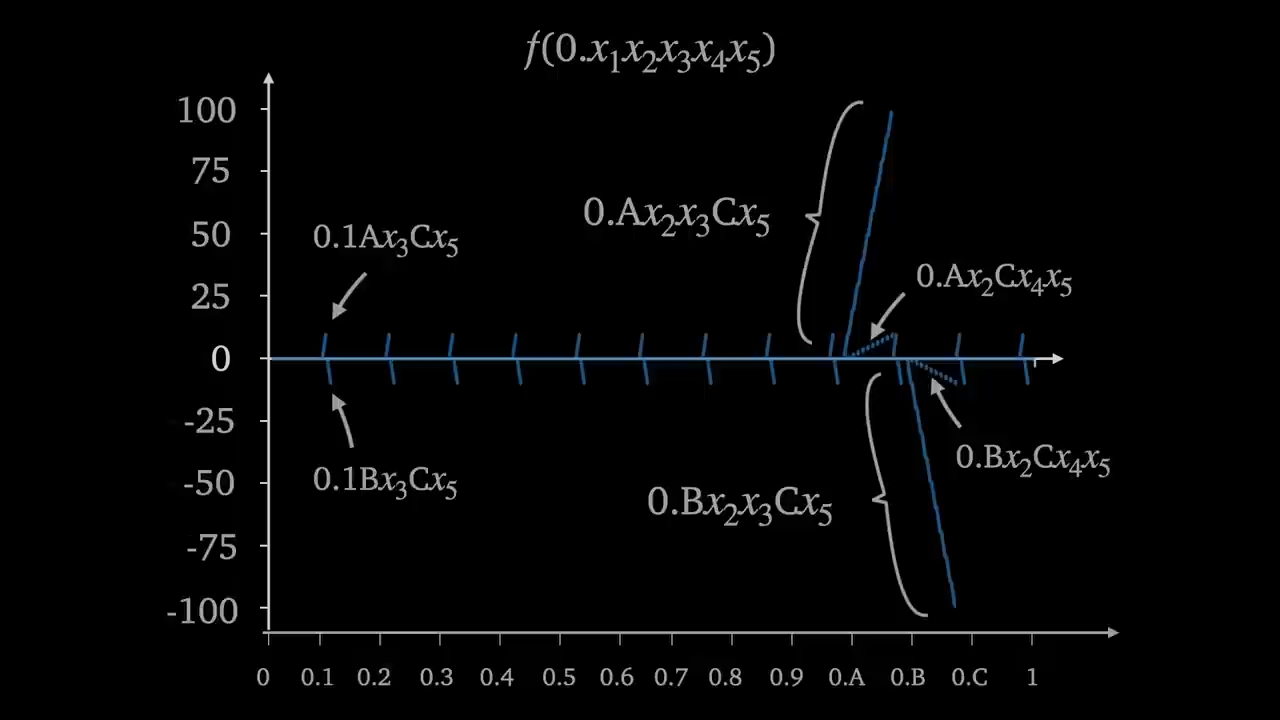 f(0.x₁x₂x₃x₄x₅)
100
75
50
25
0
-25
-50
-75
-100
0.1Ax₃Cx₅
0.Ax₂x₃Cx₅
0.Ax₂Cx₄x₅
0.1Bx₃Cx₅
0.Bx₂x₃Cx₅
0.Bx₂Cx₄x₅
0 0.1 0.2 0.3 0.4 0.5 0.6 0.7 0.8 0.9 0.A 0.B 0.C 1